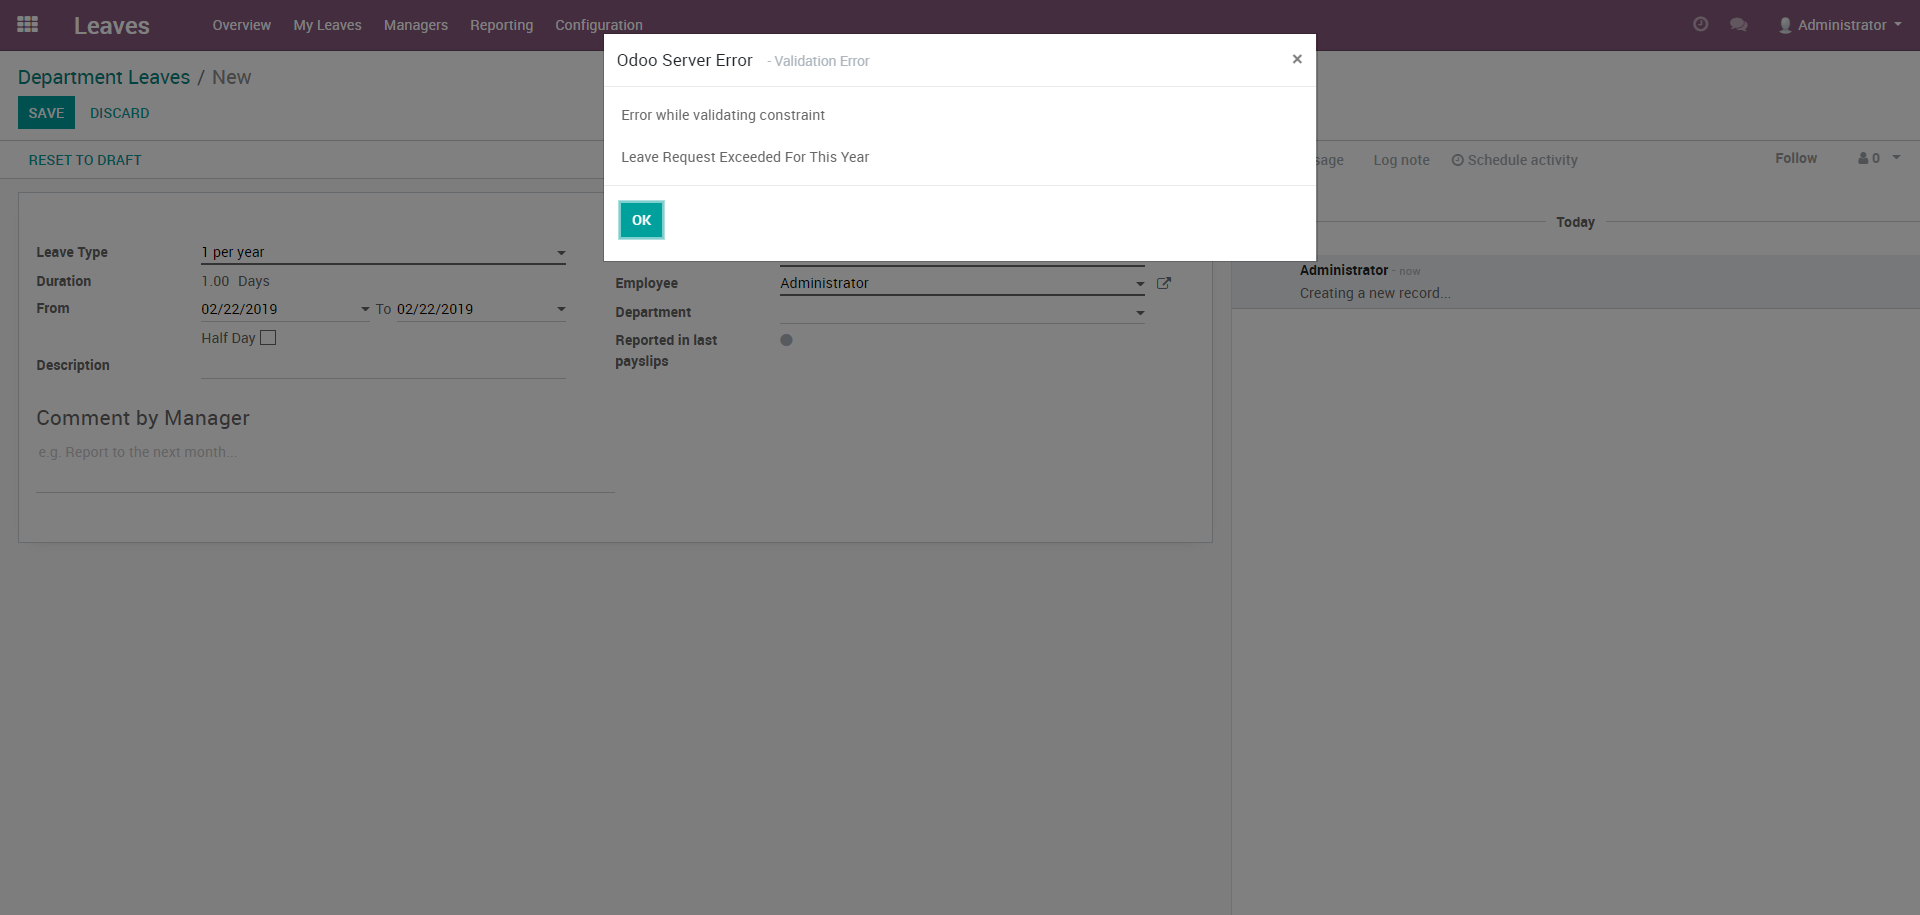 Leaves
Overview
My Leaves
Managers
Reporting
Configuration
Administrator
Department Leaves / New
SAVE
DISCARD
RESET TO DRAFT
Odoo Server Error - Validation Error
×
Error while validating constraint
Leave Request Exceeded For This Year
OK
sage
Log note
Schedule activity
Follow
0
Leave Type
1 per year
Duration
1.00 Days
From
02/22/2019 To 02/22/2019
Half Day
Description
Employee
Administrator
Department
Reported in last
payslips
Comment by Manager
e.g. Report to the next month...
Today
Administrator - now
Creating a new record...